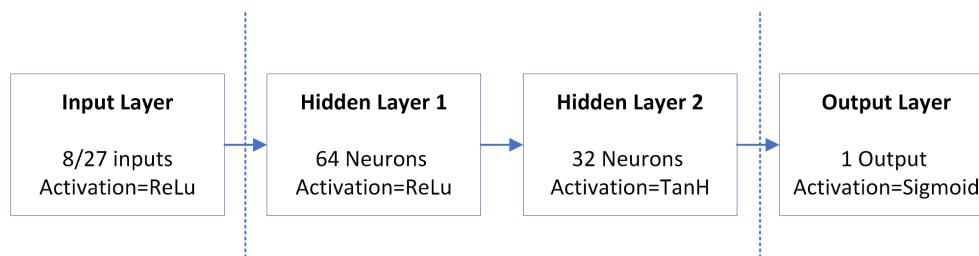 Input Layer
8/27 inputs
Activation=ReLu
Hidden Layer 1
64 Neurons
Activation=ReLu
Hidden Layer 2
32 Neurons
Activation=TanH
Output Layer
1 Output
Activation=Sigmoid